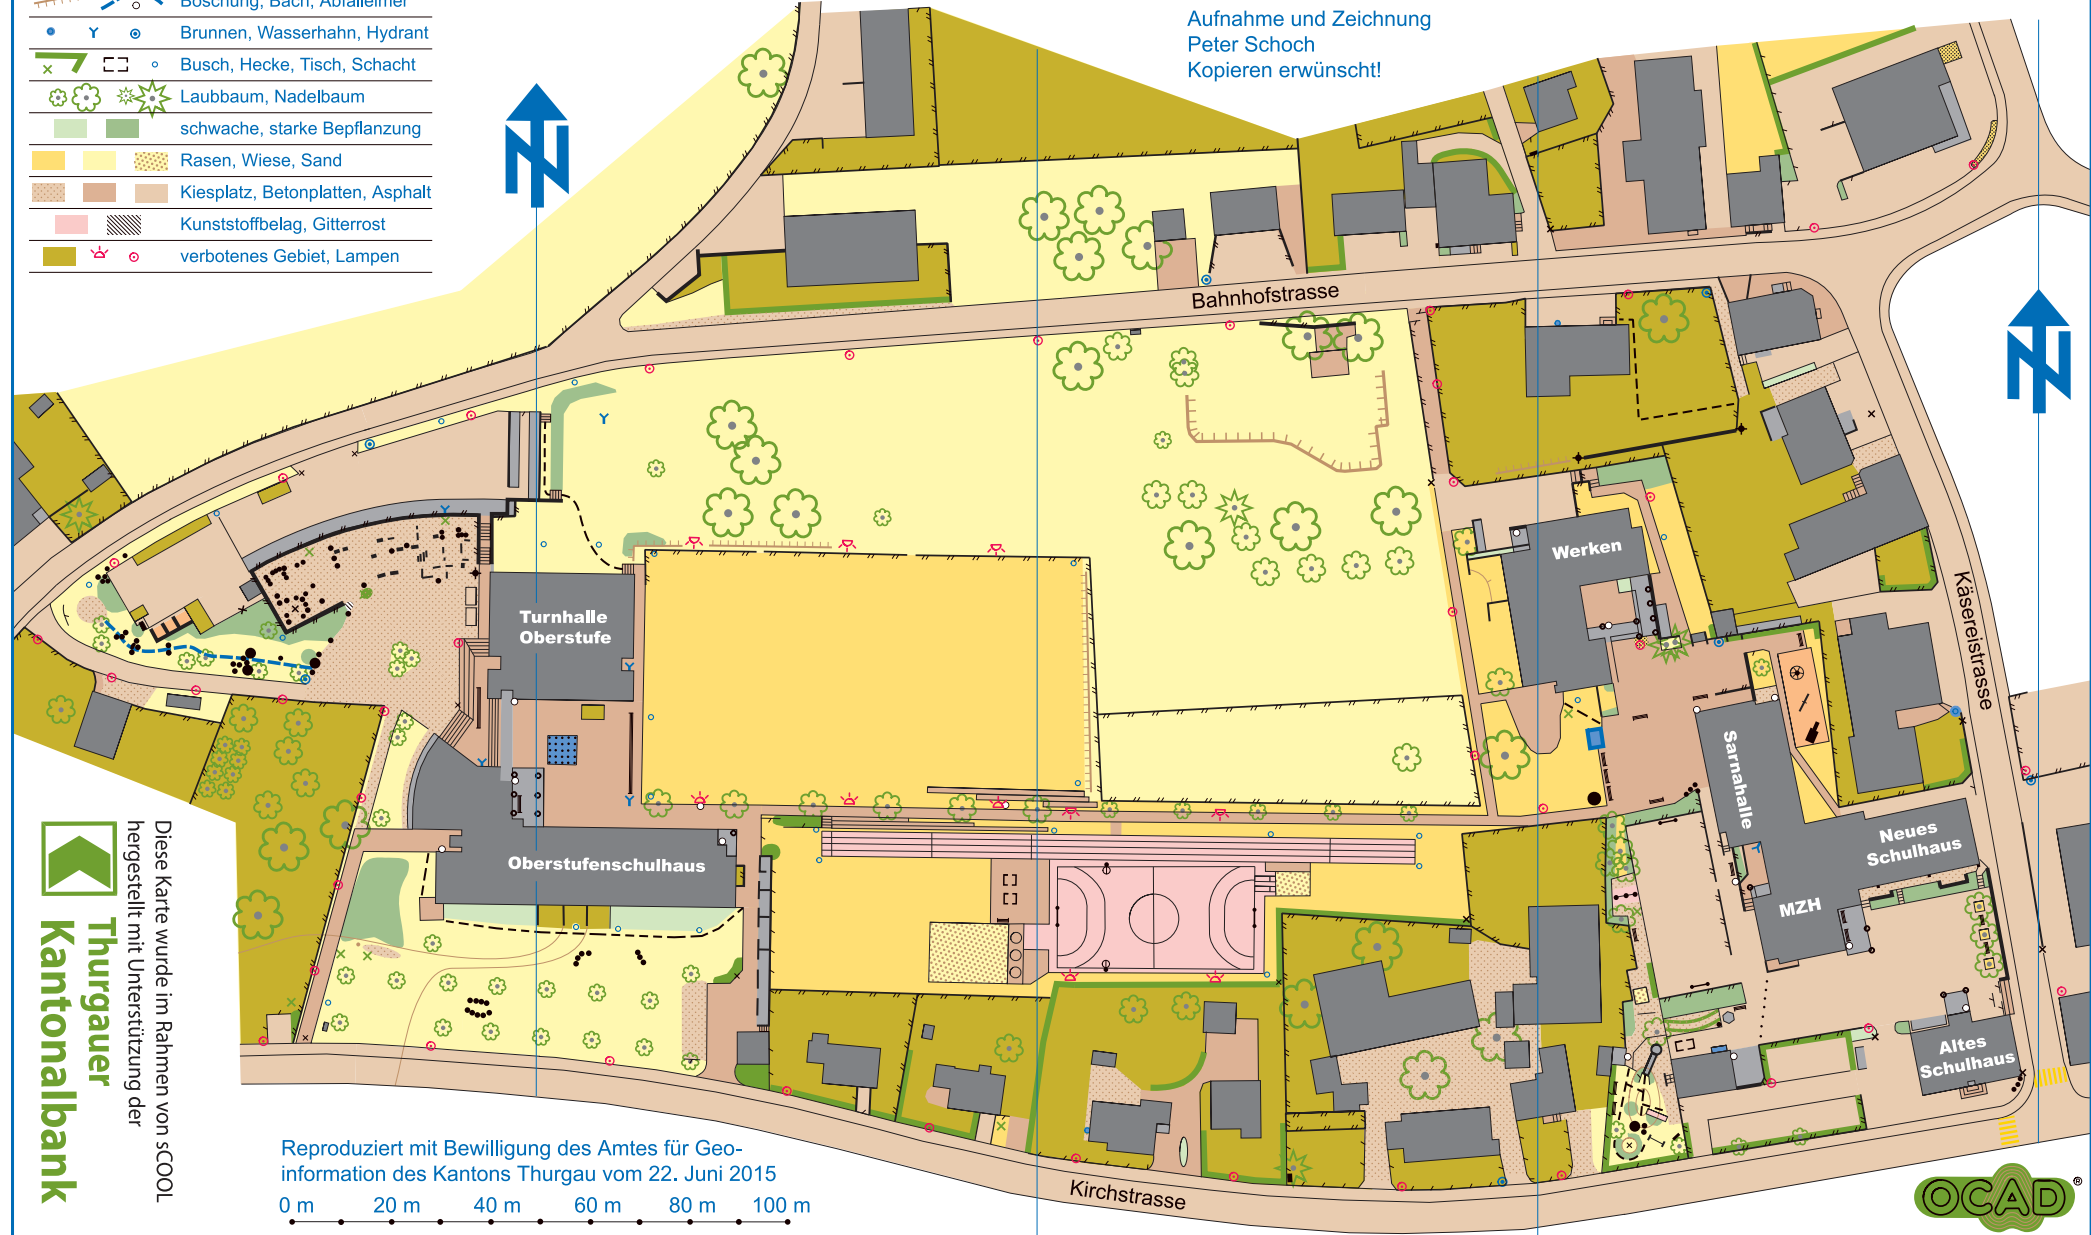 Böschung, Bach, Abfalleimer
Brunnen, Wasserhahn, Hydrant
Busch, Hecke, Tisch, Schacht
Laubbaum, Nadelbaum
schwache, starke Bepflanzung
Rasen, Wiese, Sand
Kiesplatz, Betonplatten, Asphalt
Kunststoffbelag, Gitterrost
verbotenes Gebiet, Lampen
Aufnahme und Zeichnung
Peter Schoch
Kopieren erwünscht!
N
N
Bahnhofstrasse
Käsereistrasse
Kirchstrasse
Werken
Turnhalle
Oberstufe
Oberstufenschulhaus
Sarnahalle
Neues
Schulhaus
MZH
Altes
Schulhaus
Diese Karte wurde im Rahmen von sCOOL
hergestellt mit Unterstützung der
Thurgauer
Kantonalbank
Reproduziert mit Bewilligung des Amtes für Geo-
information des Kantons Thurgau vom 22. Juni 2015
0 m 20 m 40 m 60 m 80 m 100 m
OCAD®